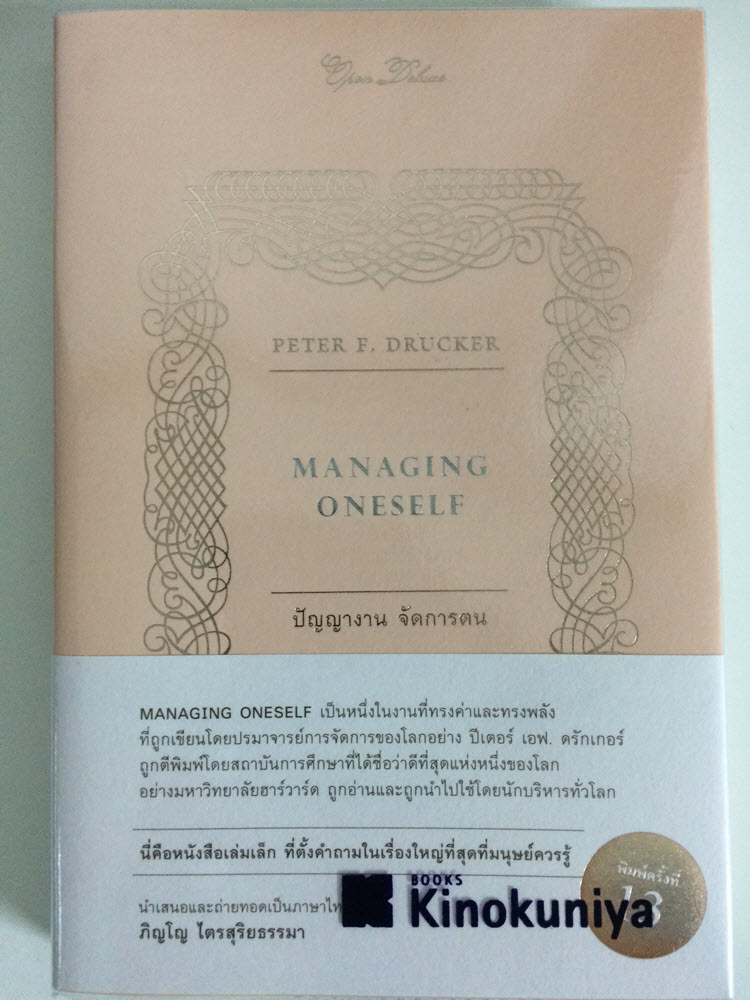 Open Deluxe
PETER F. DRUCKER
MANAGING
ONESELF
ปัญญางาน จัดการตน
MANAGING ONESELF เป็นหนึ่งในงานที่ทรงค่าและทรงพลัง
ที่ถูกเขียนโดยปรมาจารย์การจัดการของโลกอย่าง ปีเตอร์ เอฟ. ดรักเกอร์
ถูกตีพิมพ์โดยสถาบันการศึกษาที่ได้ชื่อว่าดีที่สุดแห่งหนึ่งของโลก
อย่างมหาวิทยาลัยฮาร์วาร์ด ถูกอ่านและถูกนำไปใช้โดยนักบริหารทั่วโลก
นี่คือหนังสือเล่มเล็ก ที่ตั้งคำถามในเรื่องใหญ่ที่สุดที่มนุษย์ควรรู้
พิมพ์ครั้งที่
13
นำเสนอและถ่ายทอดเป็นภาษาไท
ภิญโญ ไตรสุริยธรรมา
BOOKS
Kinokuniya